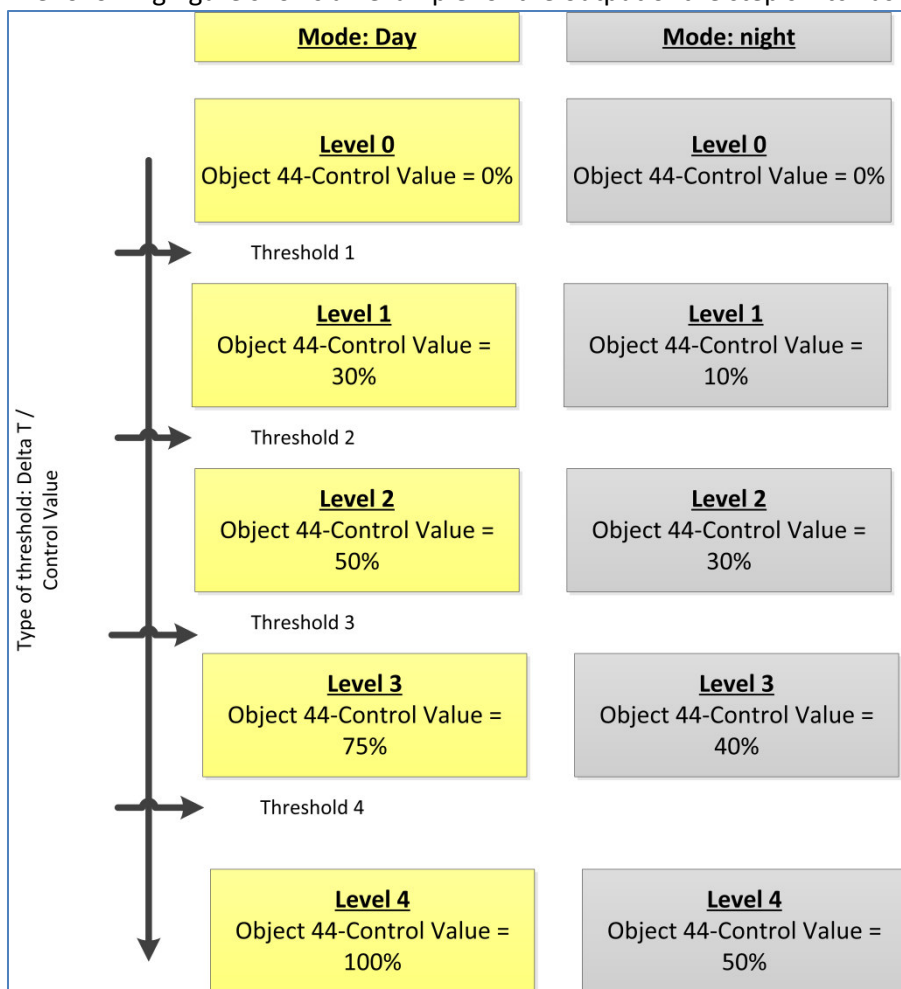 Mode: Day
Mode: night
Level 0
Object 44-Control Value = 0%
Level 0
Object 44-Control Value = 0%
Threshold 1
Level 1
Object 44-Control Value =
30%
Level 1
Object 44-Control Value =
10%
Threshold 2
Level 2
Object 44-Control Value =
50%
Level 2
Object 44-Control Value =
30%
Threshold 3
Level 3
Object 44-Control Value =
75%
Level 3
Object 44-Control Value =
40%
Threshold 4
Level 4
Object 44-Control Value =
100%
Level 4
Object 44-Control Value =
50%
Type of threshold: Delta T /
Control Value